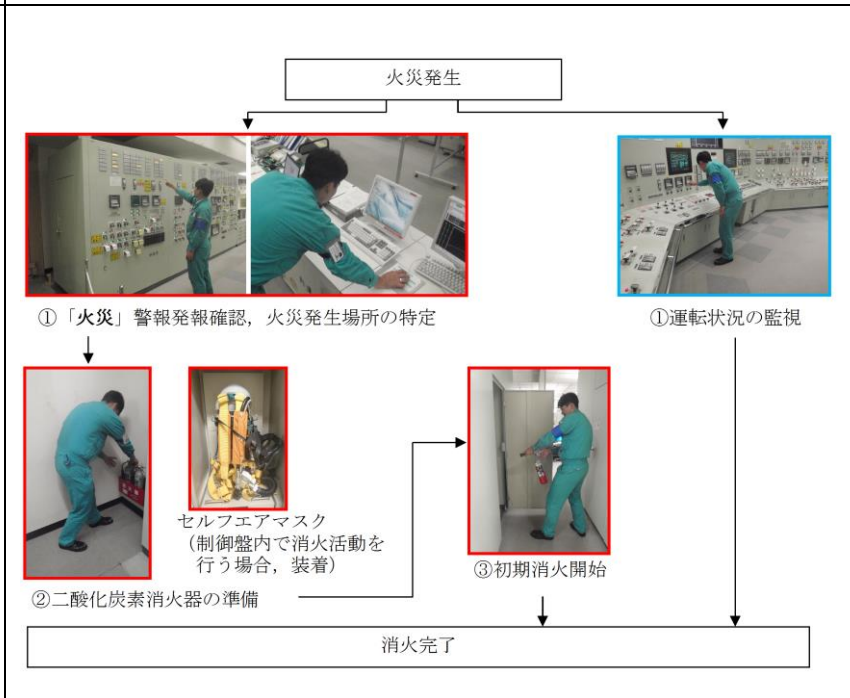 火災発生
①「火災」警報発報確認，火災発生場所の特定
①運転状況の監視
セルフエアマスク
（制御盤内で消火活動を
行う場合，装着）
②二酸化炭素消火器の準備
③初期消火開始
消火完了